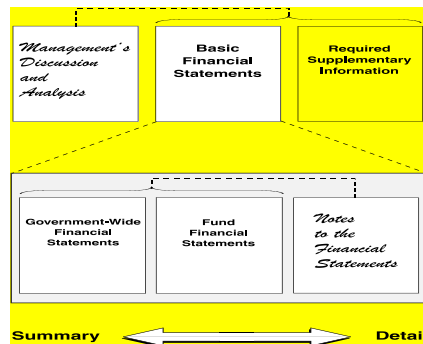 Management's
Discussion
and
Analysis
Basic
Financial
Statements
Required
Supplementary
Information
Government-Wide
Financial
Statements
Fund
Financial
Statements
Notes
to the
Financial
Statements
Summary
Detai